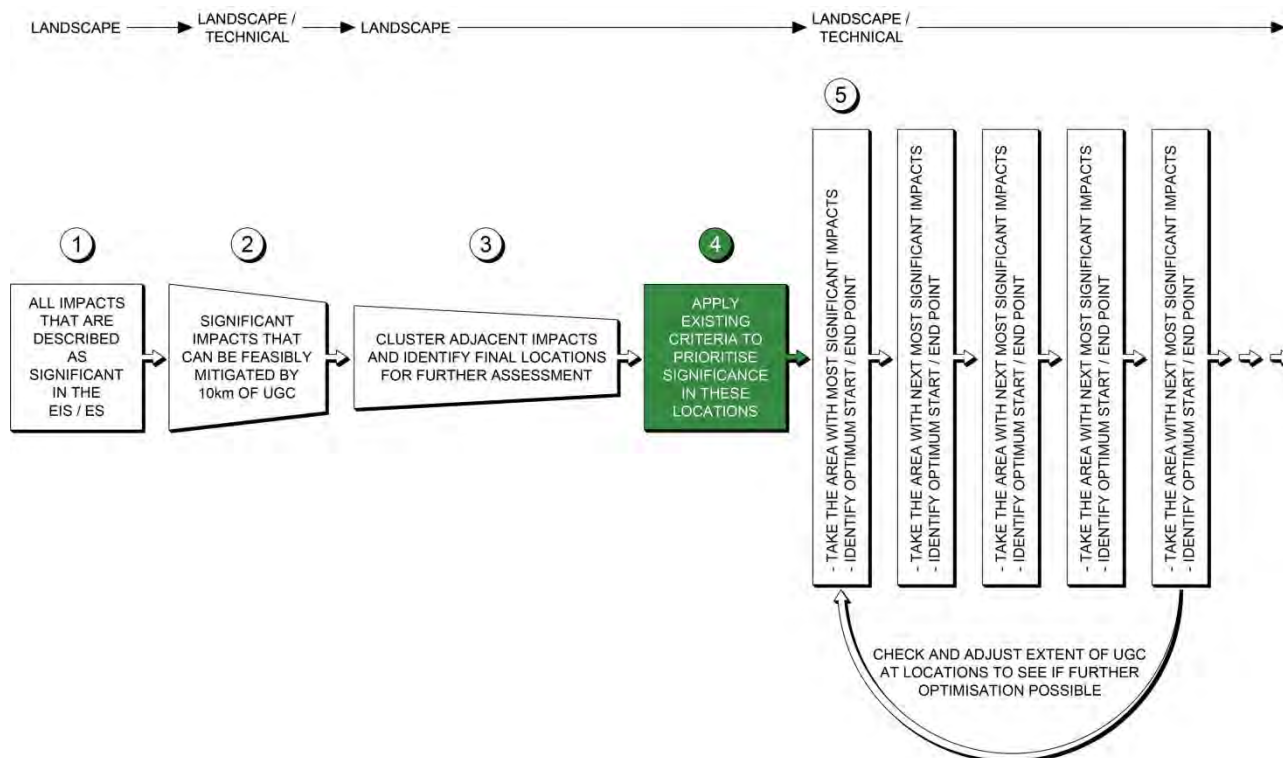 LANDSCAPE
LANDSCAPE /
TECHNICAL
LANDSCAPE
LANDSCAPE /
TECHNICAL
1
ALL IMPACTS
THAT ARE
DESCRIBED
AS
SIGNIFICANT
IN THE
EIS / ES
2
SIGNIFICANT
IMPACTS THAT
CAN BE FEASIBLY
MITIGATED BY
10km OF UGC
3
CLUSTER ADJACENT IMPACTS
AND IDENTIFY FINAL LOCATIONS
FOR FURTHER ASSESSMENT
4
APPLY
EXISTING
CRITERIA TO
PRIORITISE
SIGNIFICANCE
IN THESE
LOCATIONS
5
- TAKE THE AREA WITH MOST SIGNIFICANT IMPACTS
- IDENTIFY OPTIMUM START / END POINT
- TAKE THE AREA WITH NEXT MOST SIGNIFICANT IMPACTS
- IDENTIFY OPTIMUM START / END POINT
- TAKE THE AREA WITH NEXT MOST SIGNIFICANT IMPACTS
- IDENTIFY OPTIMUM START / END POINT
- TAKE THE AREA WITH NEXT MOST SIGNIFICANT IMPACTS
- IDENTIFY OPTIMUM START / END POINT
- TAKE THE AREA WITH NEXT MOST SIGNIFICANT IMPACTS
- IDENTIFY OPTIMUM START / END POINT
CHECK AND ADJUST EXTENT OF UGC
AT LOCATIONS TO SEE IF FURTHER
OPTIMISATION POSSIBLE